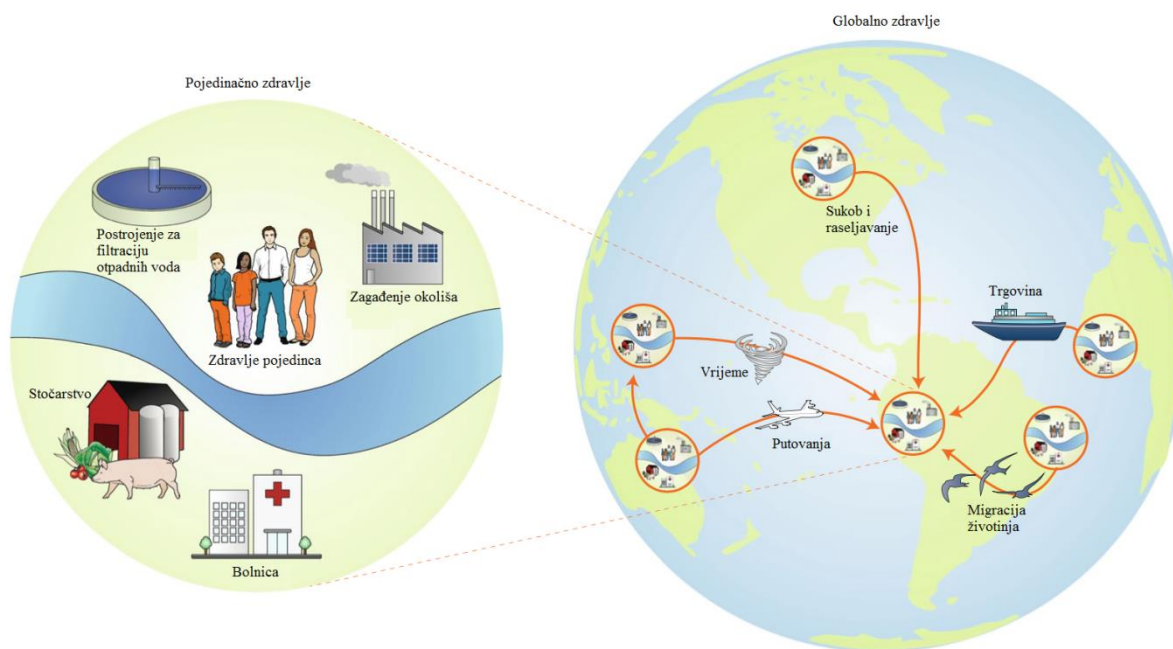 Pojedinačno zdravlje
Postrojenje za
filtraciju
otpadnih voda
Zagađenje okoliša
Zdravlje pojedinca
Stočarstvo
Bolnica
Globalno zdravlje
Sukob i
raseljavanje
Trgovina
Vrijeme
Putovanja
Migracija
životinja